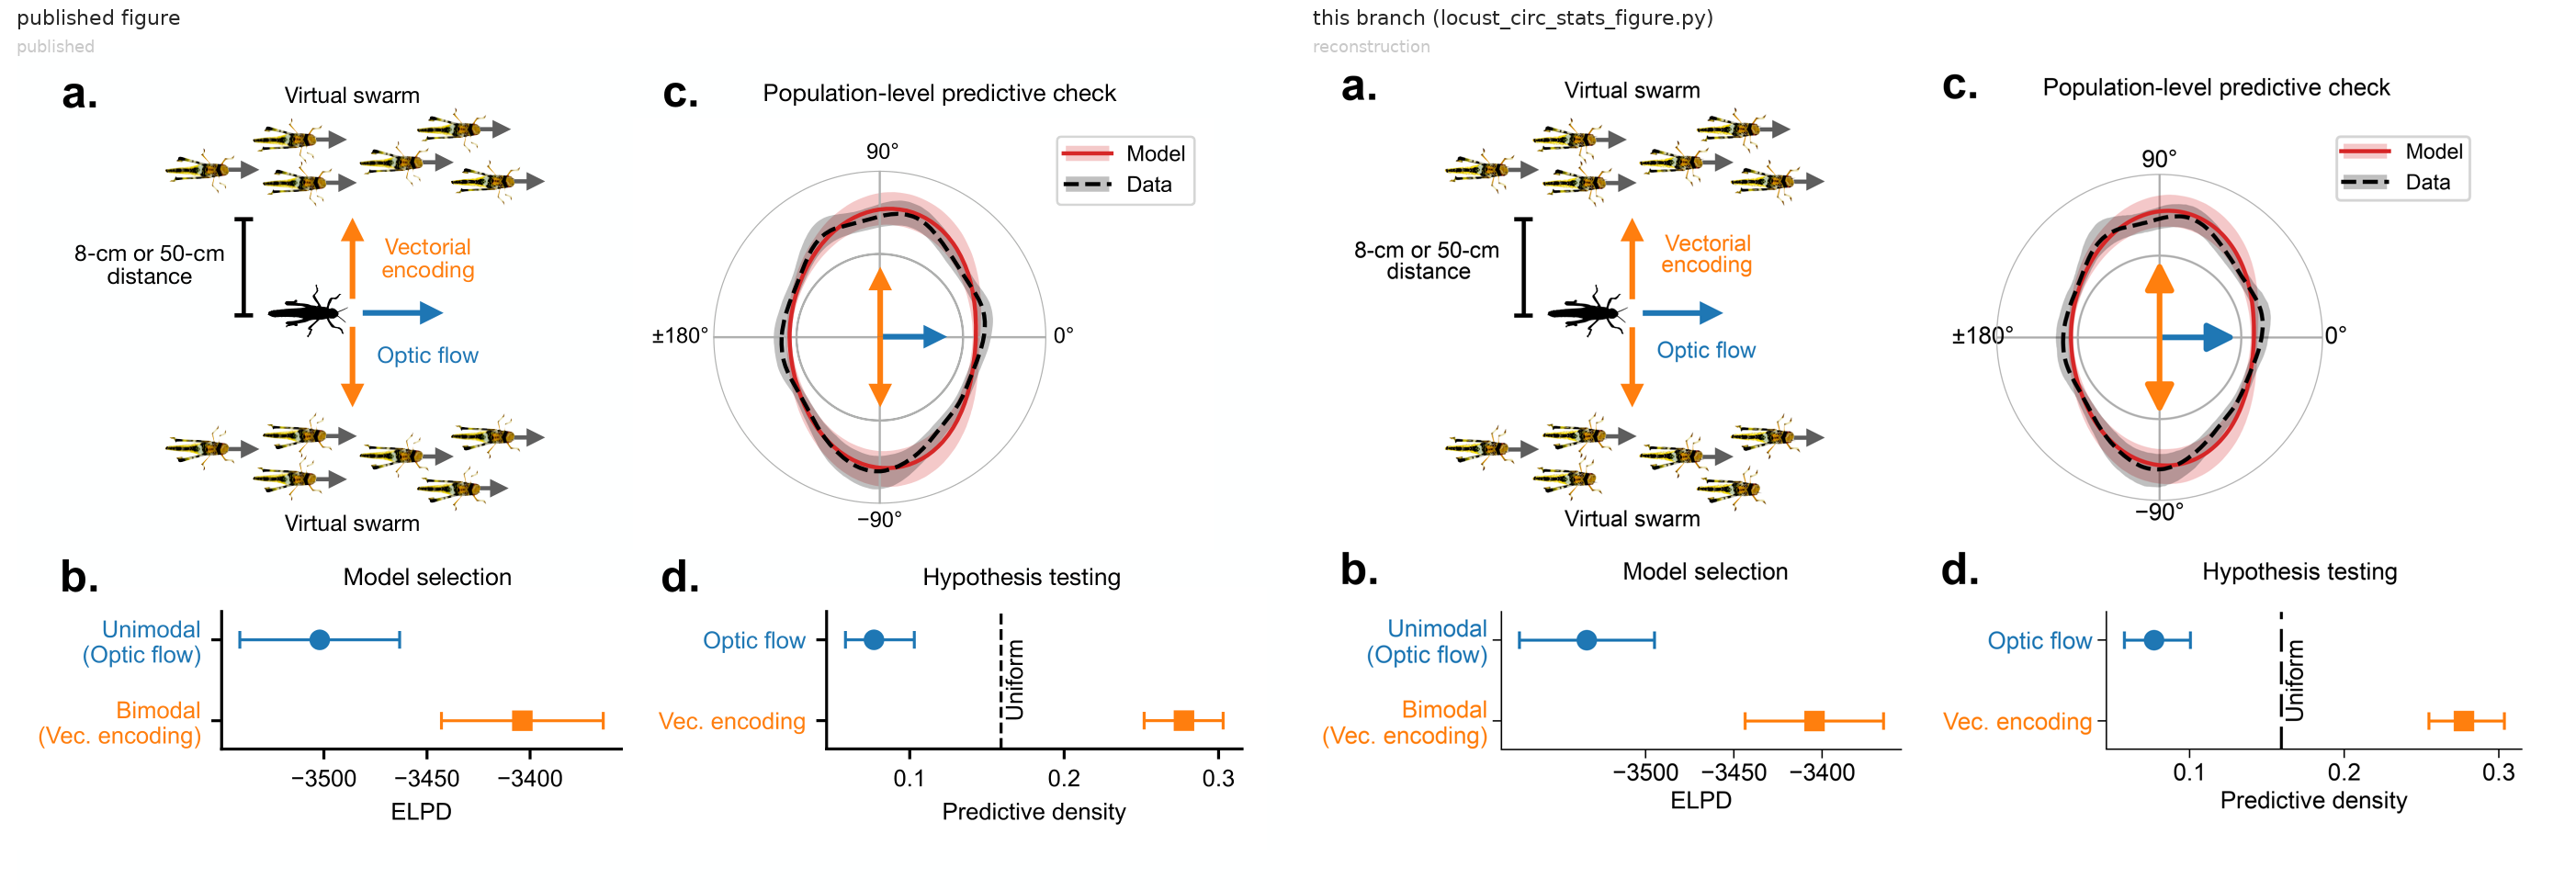 published figure
published
a.
Virtual swarm
8-cm or 50-cm
distance
Vectorial
encoding
Optic flow
Virtual swarm
c.
Population-level predictive check
Model
Data
90°
±180°
0°
−90°
b.
Model selection
Unimodal
(Optic flow)
Bimodal
(Vec. encoding)
−3500
−3450
−3400
ELPD
d.
Hypothesis testing
Optic flow
Vec. encoding
Uniform
0.1
0.2
0.3
Predictive density
this branch (locust_circ_stats_figure.py)
reconstruction
a.
Virtual swarm
8-cm or 50-cm
distance
Vectorial
encoding
Optic flow
Virtual swarm
c.
Population-level predictive check
Model
Data
90°
±180°
0°
−90°
b.
Model selection
Unimodal
(Optic flow)
Bimodal
(Vec. encoding)
−3500
−3450
−3400
ELPD
d.
Hypothesis testing
Optic flow
Vec. encoding
Uniform
0.1
0.2
0.3
Predictive density